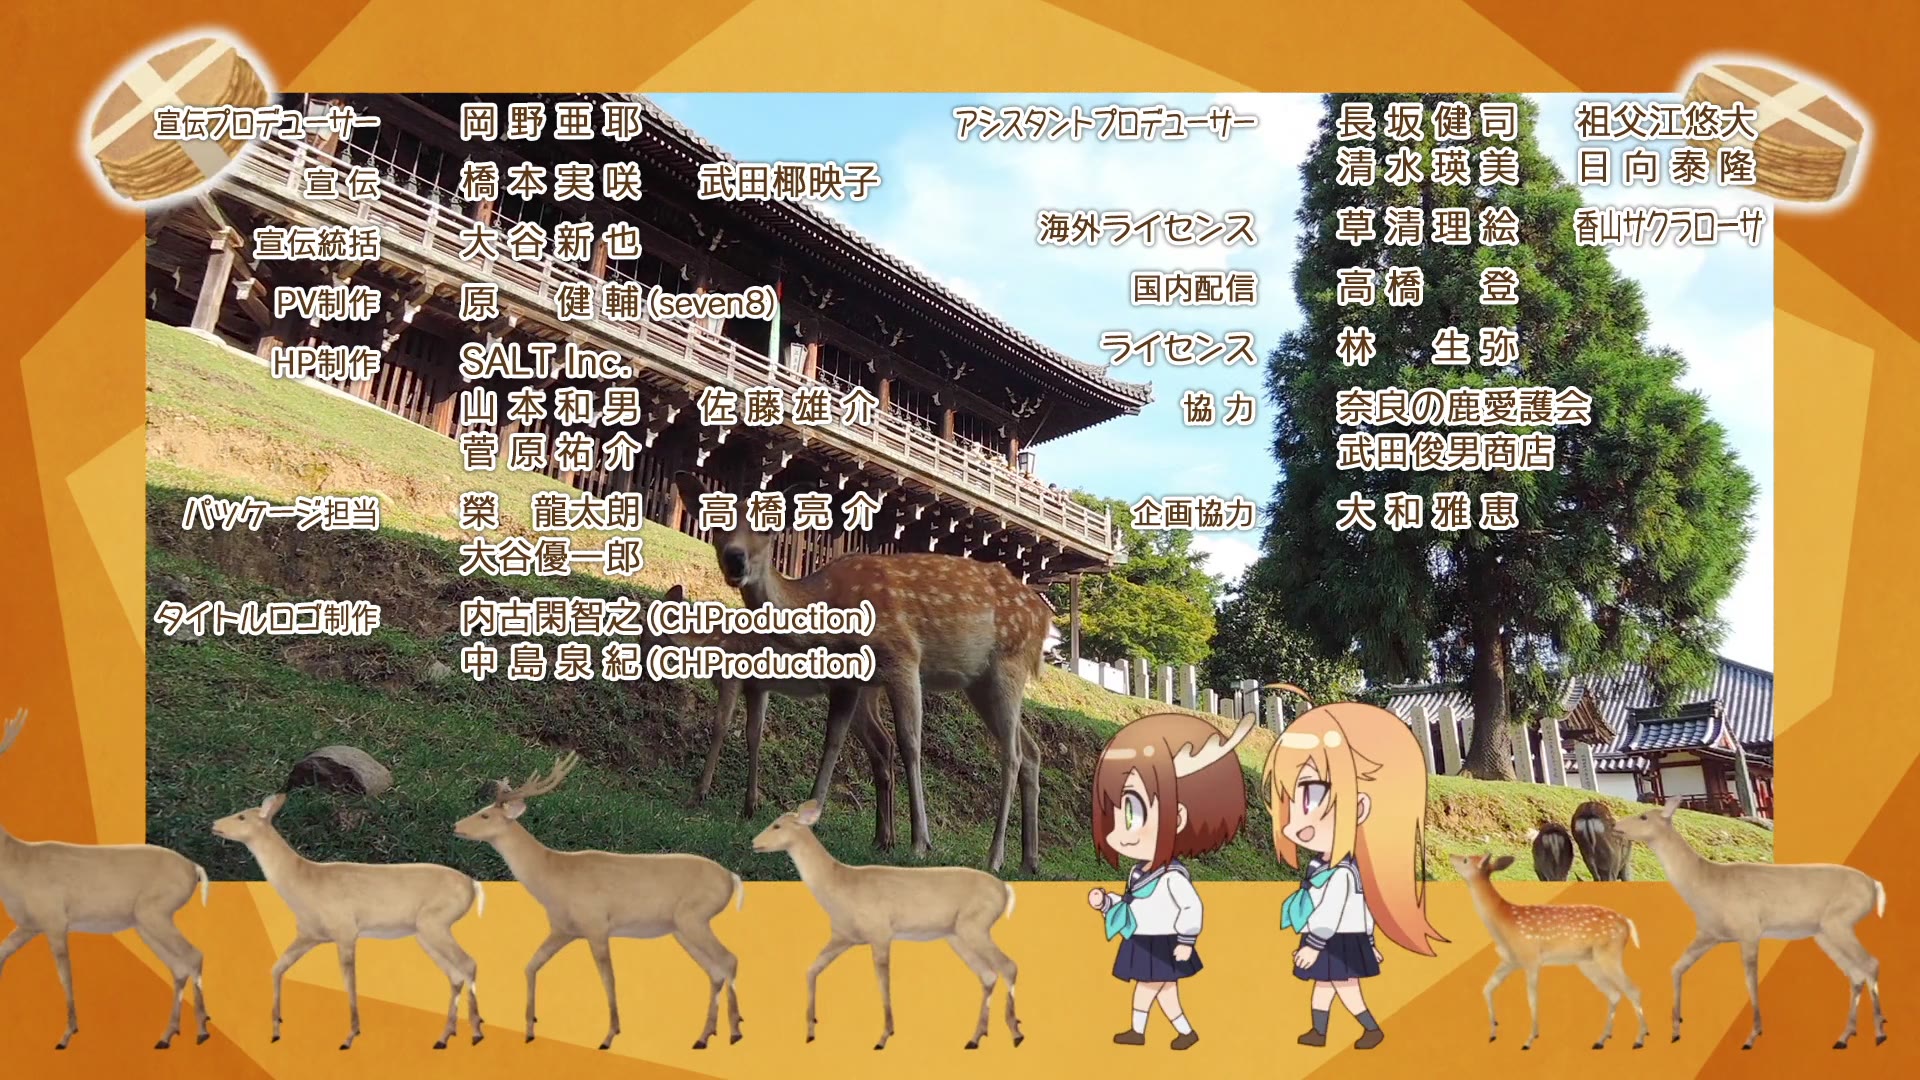 宣伝プロデューサー 岡野亜耶
宣伝 橋本実咲 武田椰映子
宣伝統括 大谷新也
PV制作 原 健輔(seven8)
HP制作 SALT Inc.
山本和男 佐藤雄介
菅原祐介
パッケージ担当 榮 龍太朗 高橋亮介
大谷優一郎
タイトルロゴ制作 内古閑智之(CHProduction)
中島泉紀(CHProduction)
アシスタントプロデューサー 長坂健司 祖父江悠大
清水瑛美 日向泰隆
海外ライセンス 草清理絵 香山サクラローサ
国内配信 高橋 登
ライセンス 林 生弥
協力 奈良の鹿愛護会
武田俊男商店
企画協力 大和雅恵